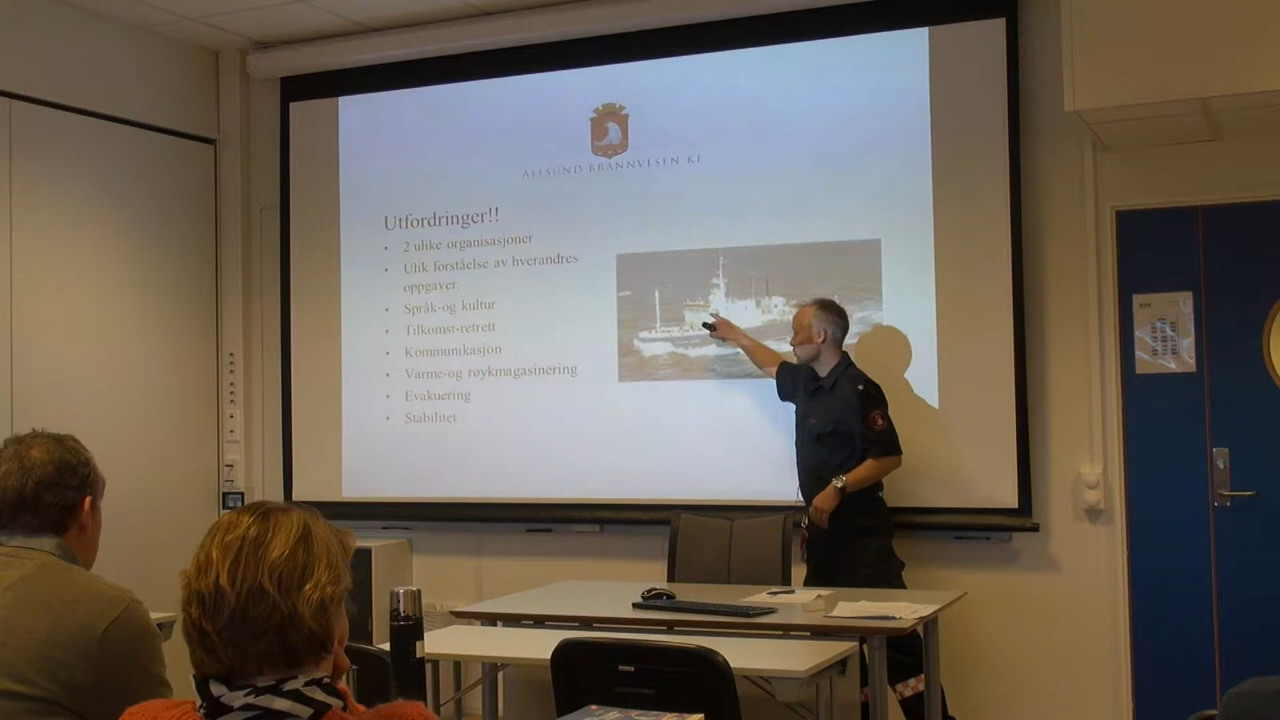 ÅLESUND BRANNVESEN KF
Utfordringer!!
• 2 ulike organisasjoner
• Ulik forståelse av hverandres
oppgaver.
• Språk-og kultur
• Tilkomst-retrett
• Kommunikasjon
• Varme-og røykmagasinering
• Evakuering
• Stabilitet